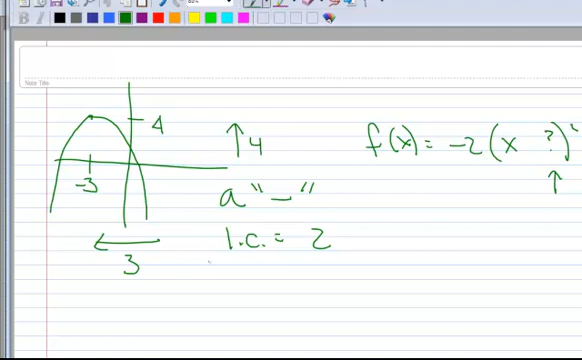 Note Title
4
↑4
f(x) = -2(x ?)
↑
-3
a "_"
l.c. = 2
3